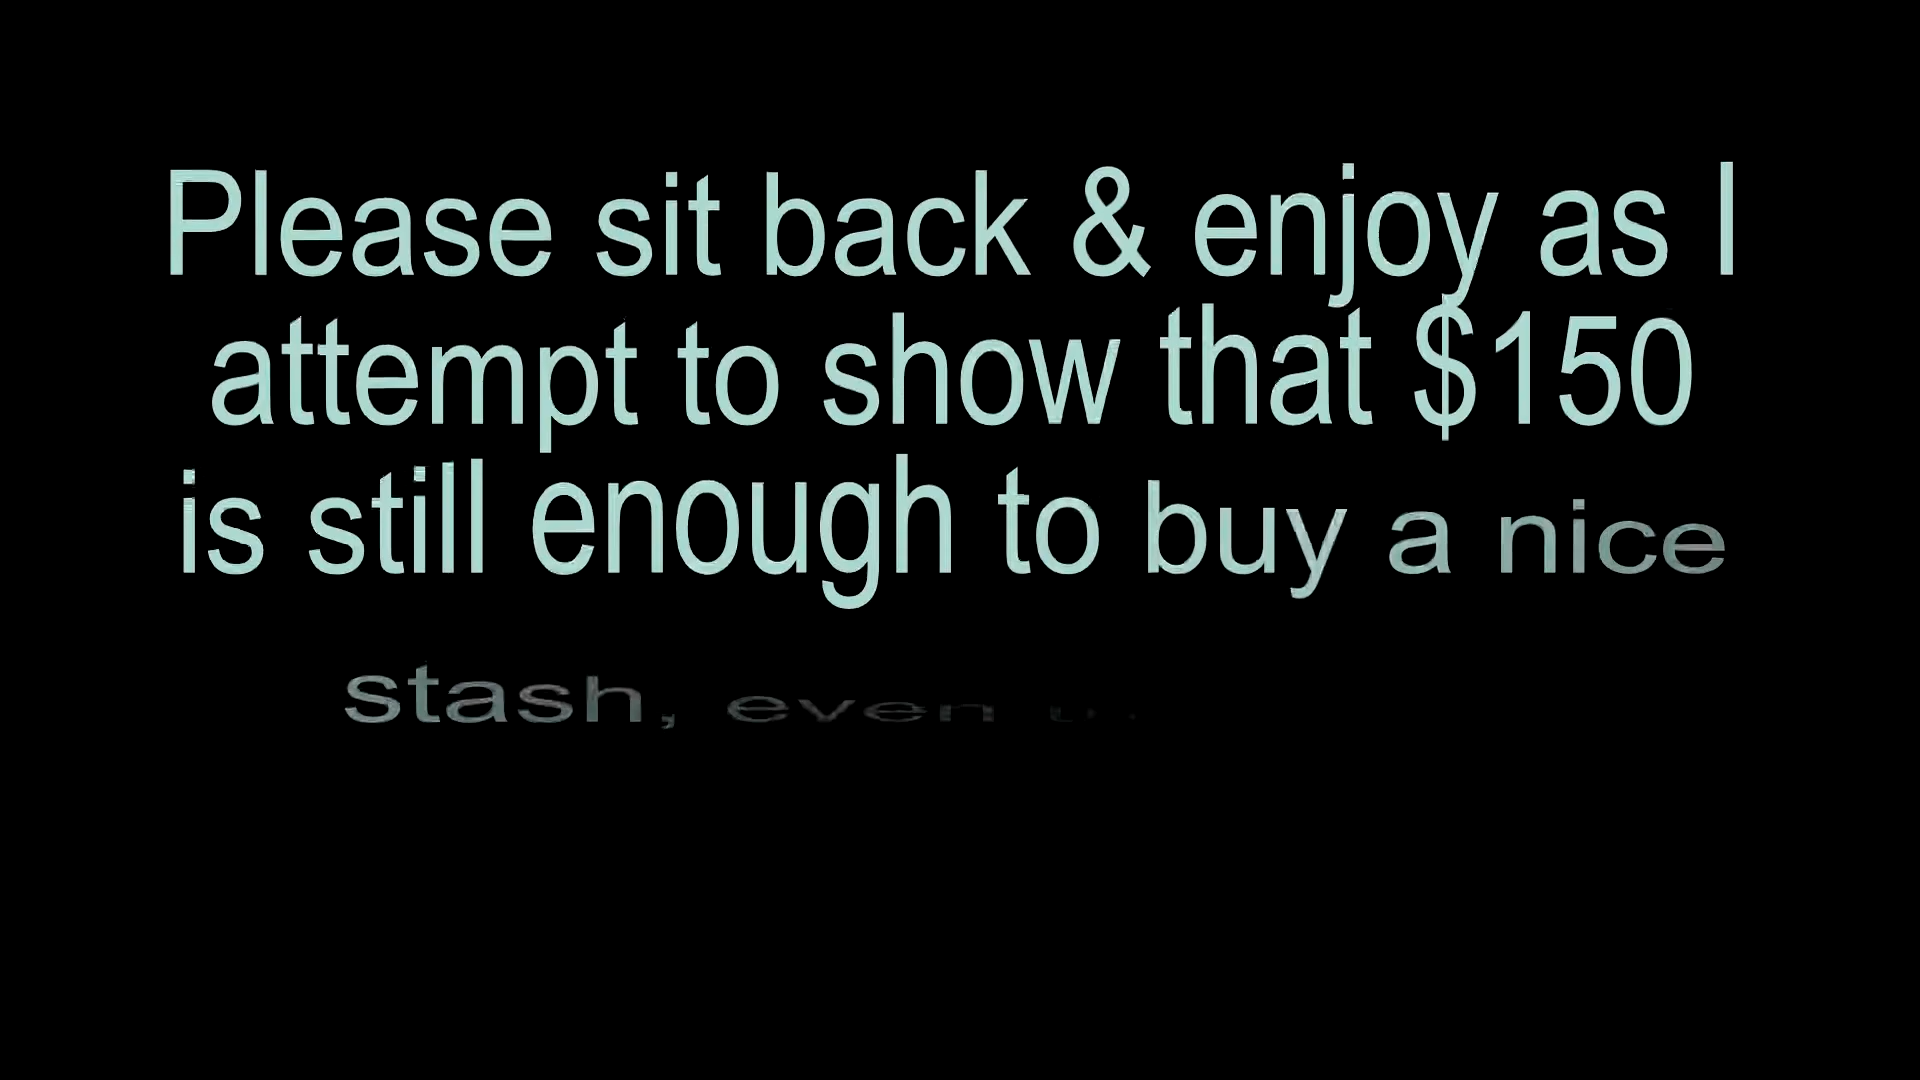 Please sit back & enjoy as I
attempt to show that $150
is still enough to buy a nice
stash, even